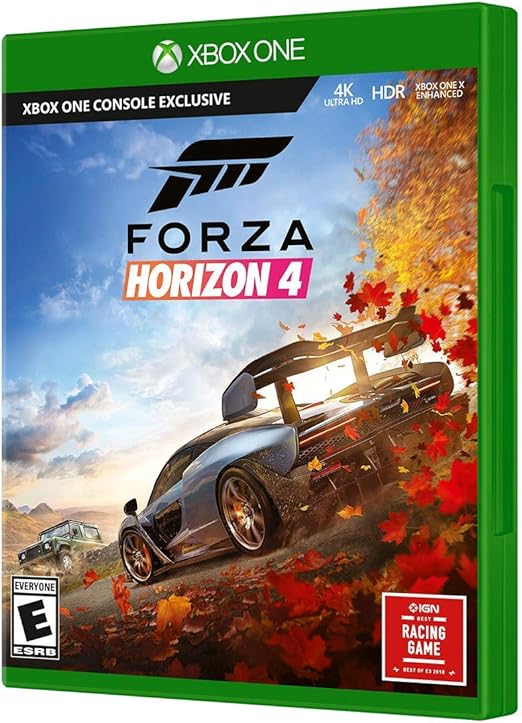 XBOX ONE
XBOX ONE CONSOLE EXCLUSIVE
4K
ULTRA HD
HDR
XBOX ONE X
ENHANCED
FORZA
HORIZON 4
EVERYONE
E
ESRB
IGN
BEST
RACING
GAME
BEST OF E3 2018